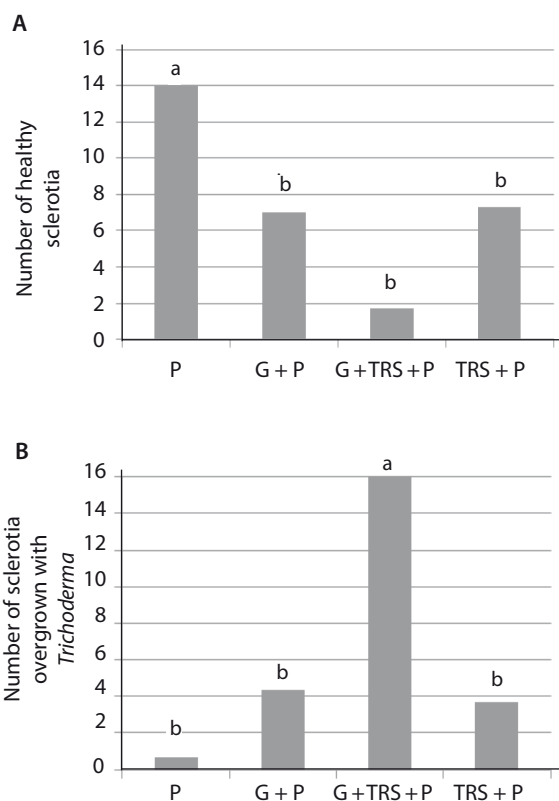 A
Number of healthy
sclerotia
16
14
12
10
8
6
4
2
0
a
b
b
b
P
G + P
G + TRS + P
TRS + P
B
Number of sclerotia
overgrown with
Trichoderma
16
14
12
10
8
6
4
2
0
b
b
a
b
P
G + P
G + TRS + P
TRS + P